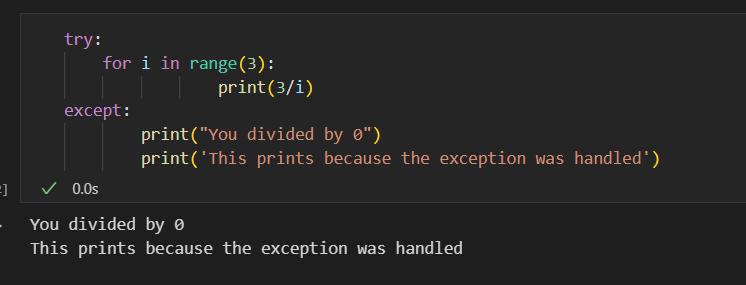 try:
    for i in range(3):
                print(3/i)
except:
        print("You divided by 0")
        print('This prints because the exception was handled')
]
✓ 0.0s
You divided by 0
This prints because the exception was handled